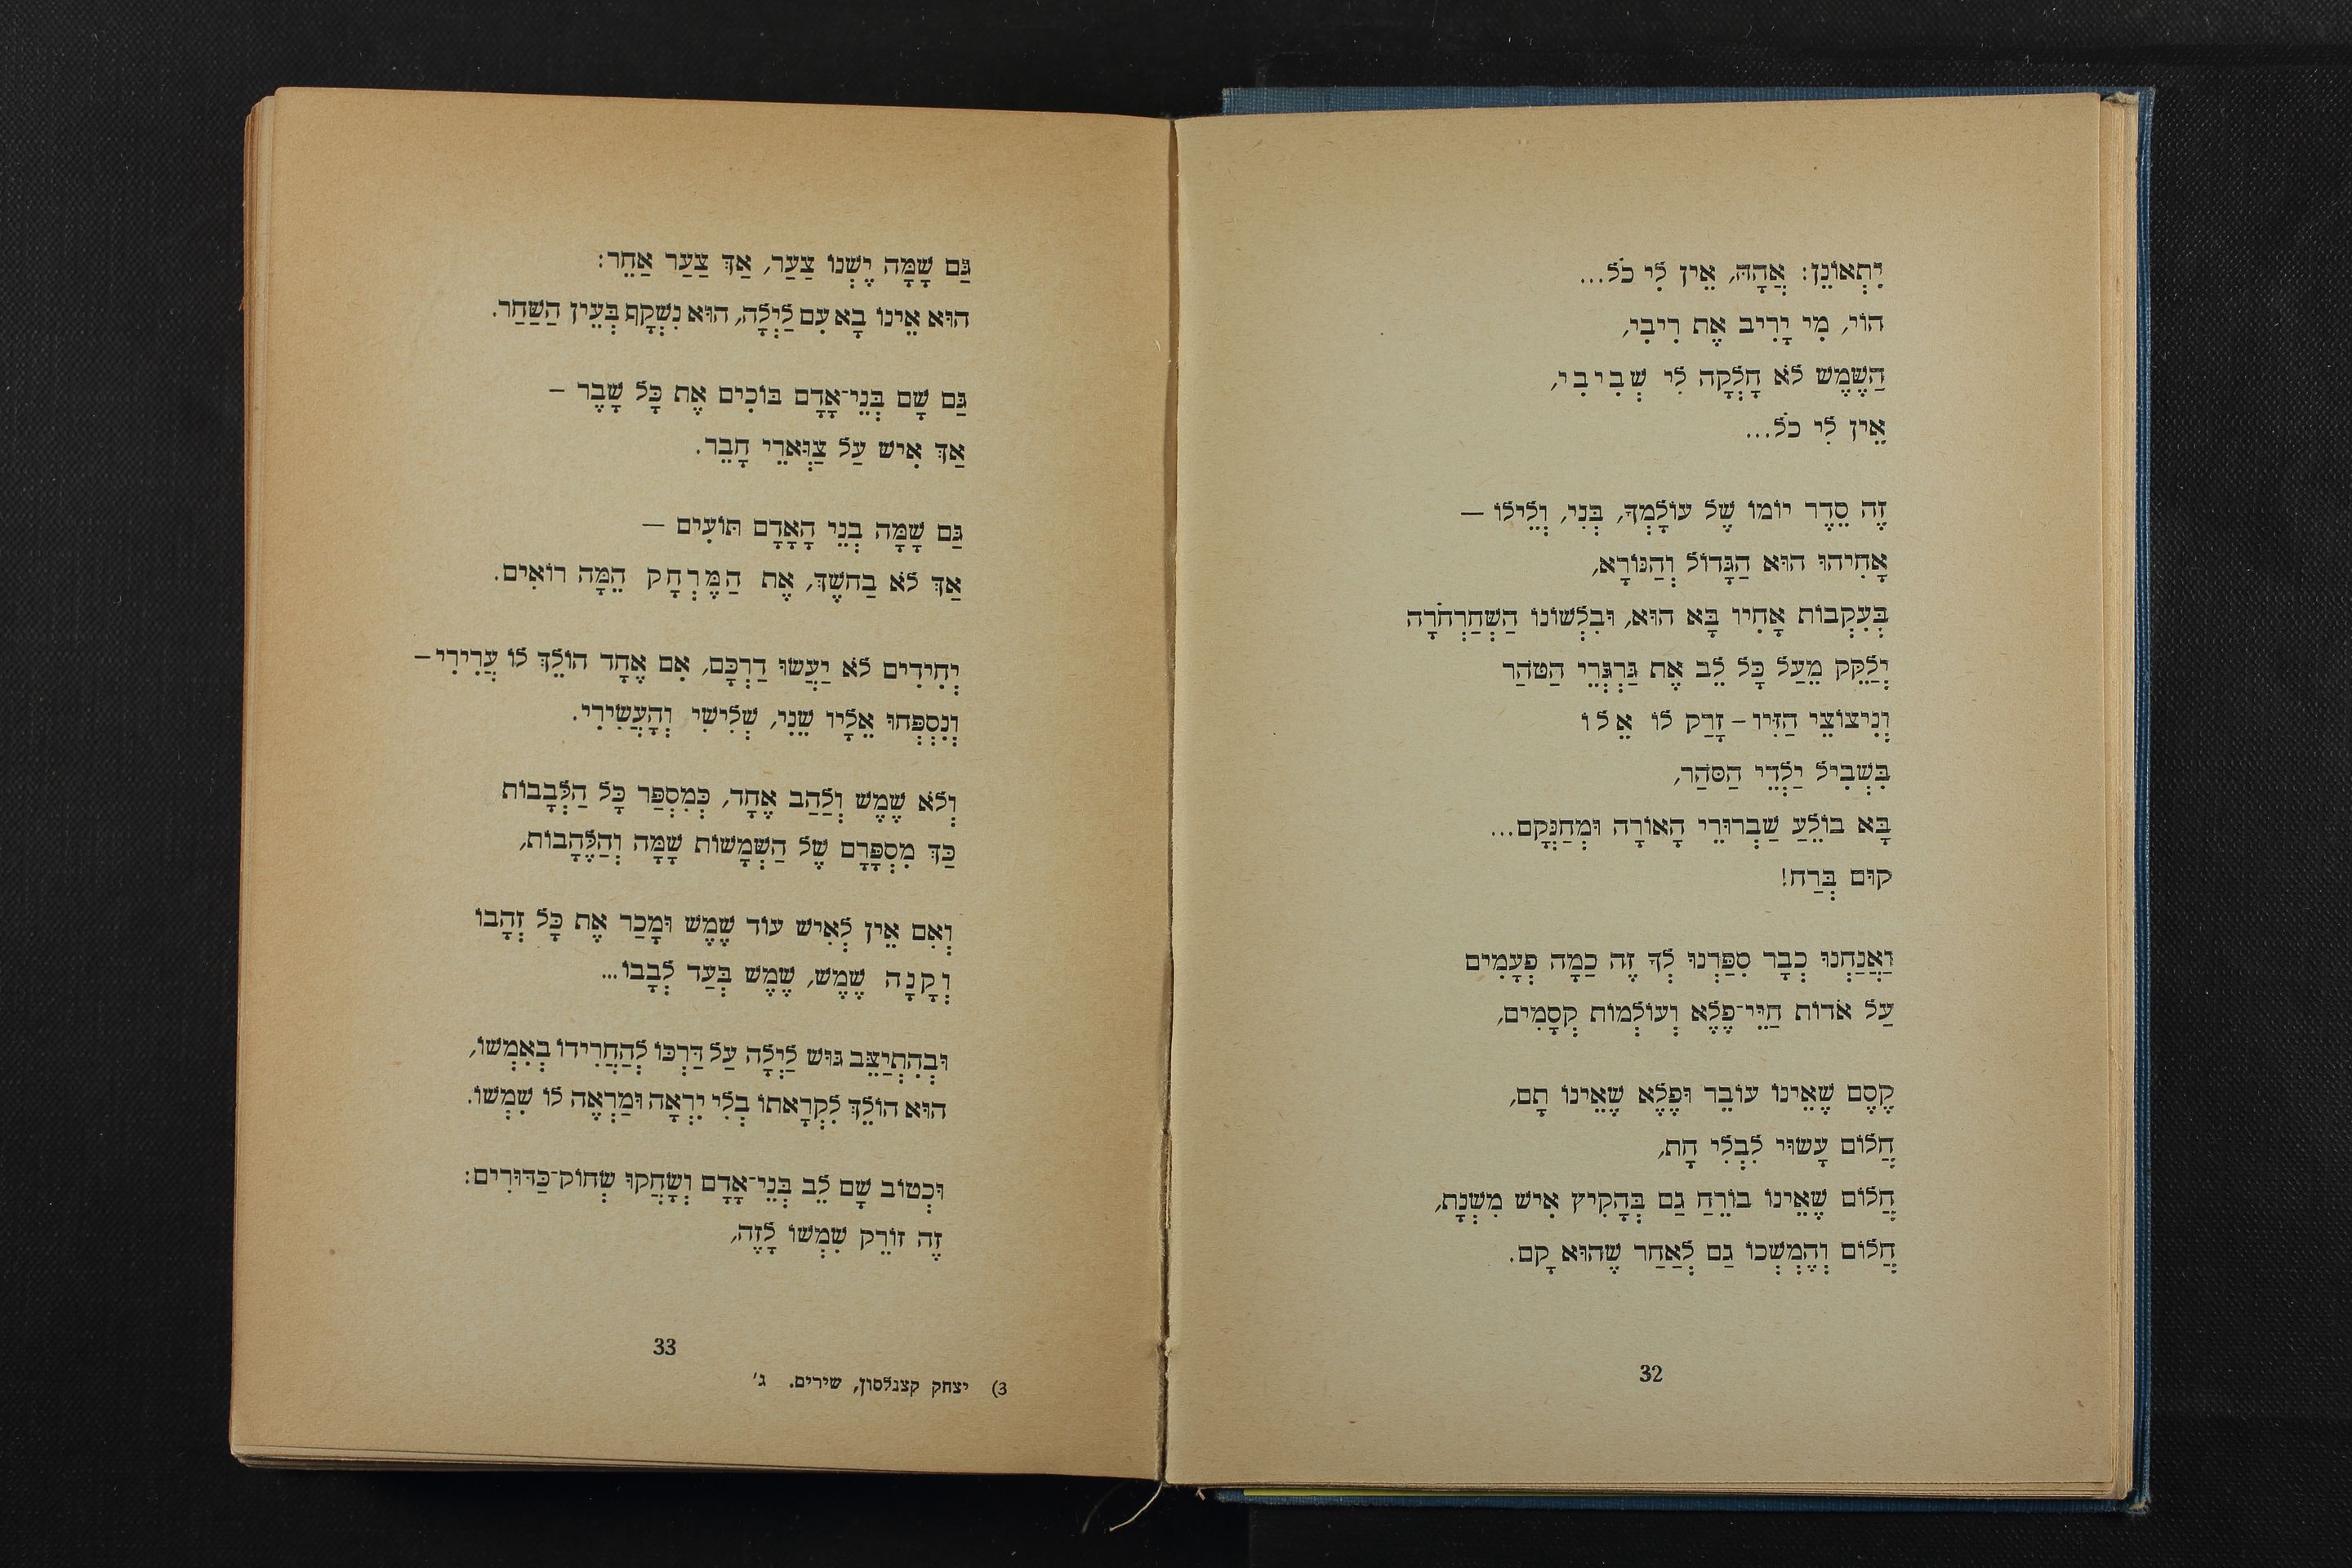 יִתְאוֹנֵן: אֲהָהּ, אֵין לִי כֹל...
הוֹי, מִי יָרִיב אֶת רִיבִי,
הַשֶּׁמֶשׁ לֹא חָלְקָה לִי שְׁבִיבִי,
אֵין לִי כֹל...
זֶה סֵדֶר יוֹמוֹ שֶׁל עוֹלָמְךָ, בְּנִי, וְלֵילוֹ —
אָחִיהוּ הוּא הַגָּדוֹל וְהַנּוֹרָא,
בְּעִקְבוֹת אָחִיו בָּא הוּא, וּבִלְשׁוֹנוֹ הַשְּׁחַרְחֹרָה
יְלַקֵּק מֵעַל כָּל לֵב אֶת גַּרְגְּרֵי הַטֹּהַר
וְנִיצוֹצֵי הַזִּיו – זָרַק לוֹ אֵלוֹ
בִּשְׁבִיל יַלְדֵי הַסֹּהַר,
בָּא בוֹלֵעַ שַׁבְרוּרֵי הָאוֹרָה וּמְחַנְּקָם...
קוּם בְּרַח!
וַאֲנַחְנוּ כְבָר סִפַּרְנוּ לְךָ זֶה כַמָּה פְעָמִים
עַל אֹדוֹת חַיֵּי־פֶלֶא וְעוֹלְמוֹת קְסָמִים,
קֶסֶם שֶׁאֵינוֹ עוֹבֵר וּפֶלֶא שֶׁאֵינוֹ תָם,
חֲלוֹם עָשׂוּי לִבְלִי חָת,
חֲלוֹם שֶׁאֵינוֹ בוֹרֵחַ גַּם בְּהָקִיץ אִישׁ מִשְּׁנָת,
חֲלוֹם וְהֶמְשְׁכּוֹ גַּם לְאַחַר שֶׁהוּא קָם.
32
גַּם שָׁמָּה יֶשְׁנוֹ צַעַר, אַךְ צַעַר אַחֵר:
הוּא אֵינוֹ בָא עִם לַיְלָה, הוּא נִשְׁקָף בְּעֵין הַשַּׁחַר.
גַּם שָׁם בְּנֵי־אָדָם בּוֹכִים אֶת כָּל שָׁבֶר –
אַךְ אִישׁ עַל צַוְּארֵי חָבֵר.
גַּם שָׁמָּה בְנֵי הָאָדָם תּוֹעִים —
אַךְ לֹא בַחשֶׁךְ, אֶת הַמֶּרְחָק הֵמָּה רוֹאִים.
יְחִידִים לֹא יַעֲשׂוּ דַרְכָּם, אִם אֶחָד הוֹלֵךְ לוֹ עֲרִירִי –
וְנִסְפְּחוּ אֵלָיו שֵׁנִי, שְׁלִישִׁי וְהָעֲשִׂירִי.
וְלֹא שֶׁמֶשׁ וְלַהַב אֶחָד, כְּמִסְפַּר כָּל הַלְּבָבוֹת
כַּךְ מִסְפָּרָם שֶׁל הַשְּׁמָשׁוֹת שָׁמָּה וְהַלֶּהָבוֹת,
וְאִם אֵין לְאִישׁ עוֹד שֶׁמֶשׁ וּמָכַר אֶת כָּל זְהָבוֹ
וְקָנָה שֶׁמֶשׁ, שֶׁמֶשׁ בְּעַד לְבָבוֹ...
וּבְהִתְיַצֵּב גּוּשׁ לַיְלָה עַל דַּרְכּוֹ לְהַחֲרִידוֹ בְאִמְשׁוֹ,
הוּא הוֹלֵךְ לִקְרָאתוֹ בְלִי יִרְאָה וּמַרְאֶה לוֹ שִׁמְשׁוֹ.
וּכְטוֹב שָׁם לֵב בְּנֵי־אָדָם וְשָׂחֲקוּ שְׂחוֹק־כַּדּוּרִים:
זֶה זוֹרֵק שִׁמְשׁוֹ לָזֶה,
33
3) יצחק קצנלסון, שירים. ג'